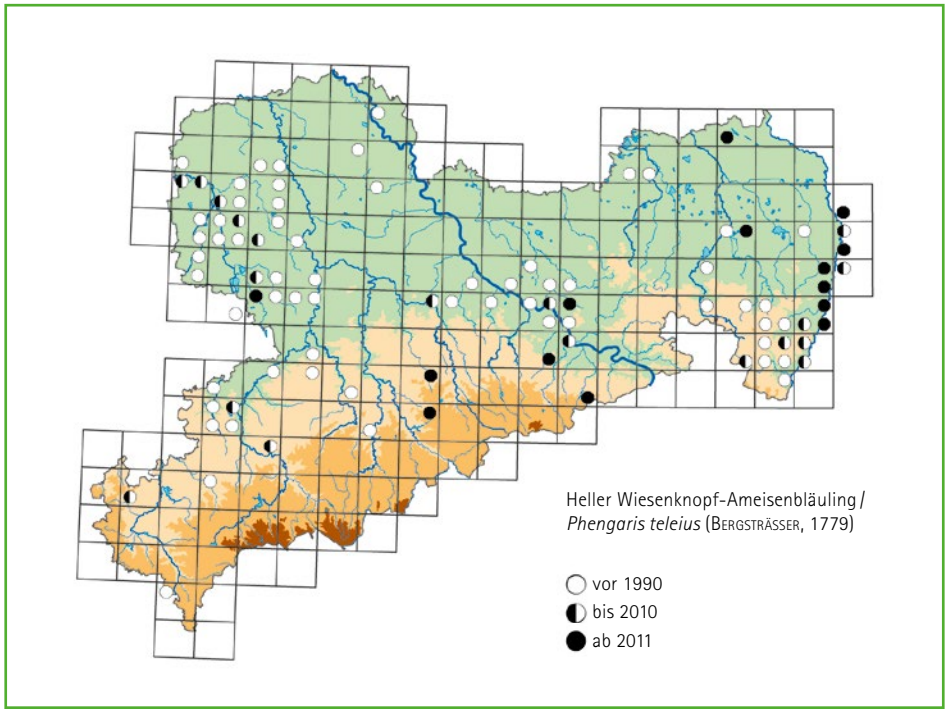 Heller Wiesenknopf-Ameisenbläuling /
Phengaris teleius (BERGSTRÄSSER, 1779)
vor 1990
bis 2010
ab 2011